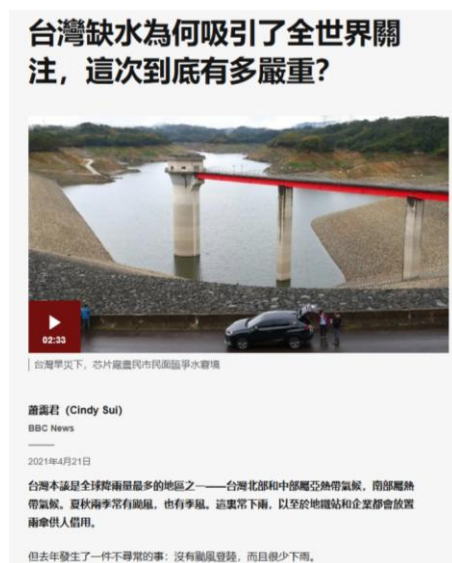 台灣缺水為何吸引了全世界關
注，這次到底有多嚴重？
02:33
台灣旱災下，芯片廠農民市民面臨爭水窘境
蕭靄君（Cindy Sui）
BBC News
2021年4月21日
台灣本該是全球降雨量最多的地區之一——台灣北部和中部屬亞熱帶氣候，南部屬熱
帶氣候。夏秋兩季常有颱風，也有季風。這裏常下雨，以至於地鐵站和企業都會放置
雨傘供人借用。
但去年發生了一件不尋常的事：沒有颱風登陸，而且很少下雨。